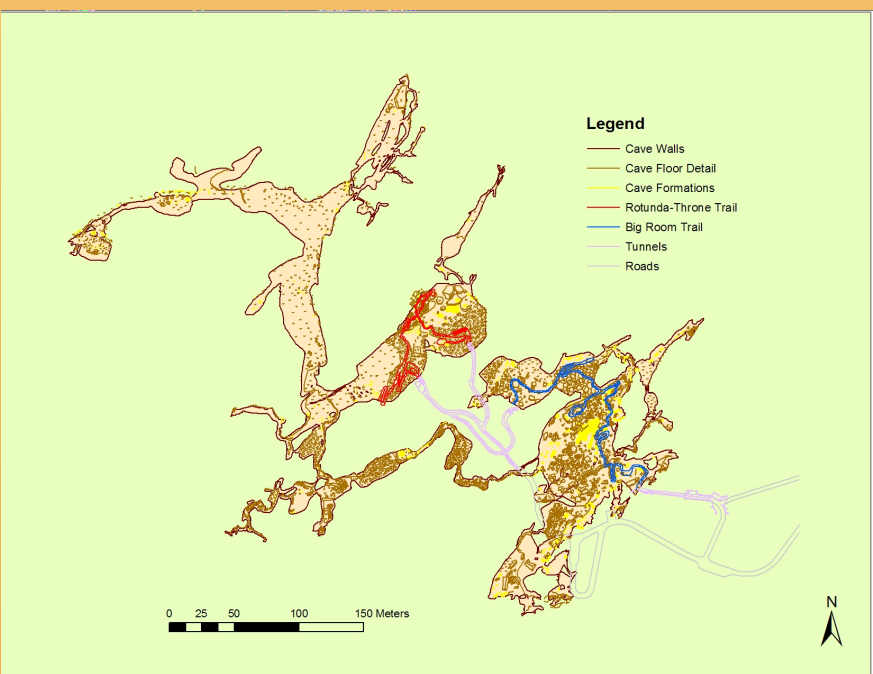 Legend
Cave Walls
Cave Floor Detail
Cave Formations
Rotunda-Throne Trail
Big Room Trail
Tunnels
Roads
0 25 50 100 150 Meters
N